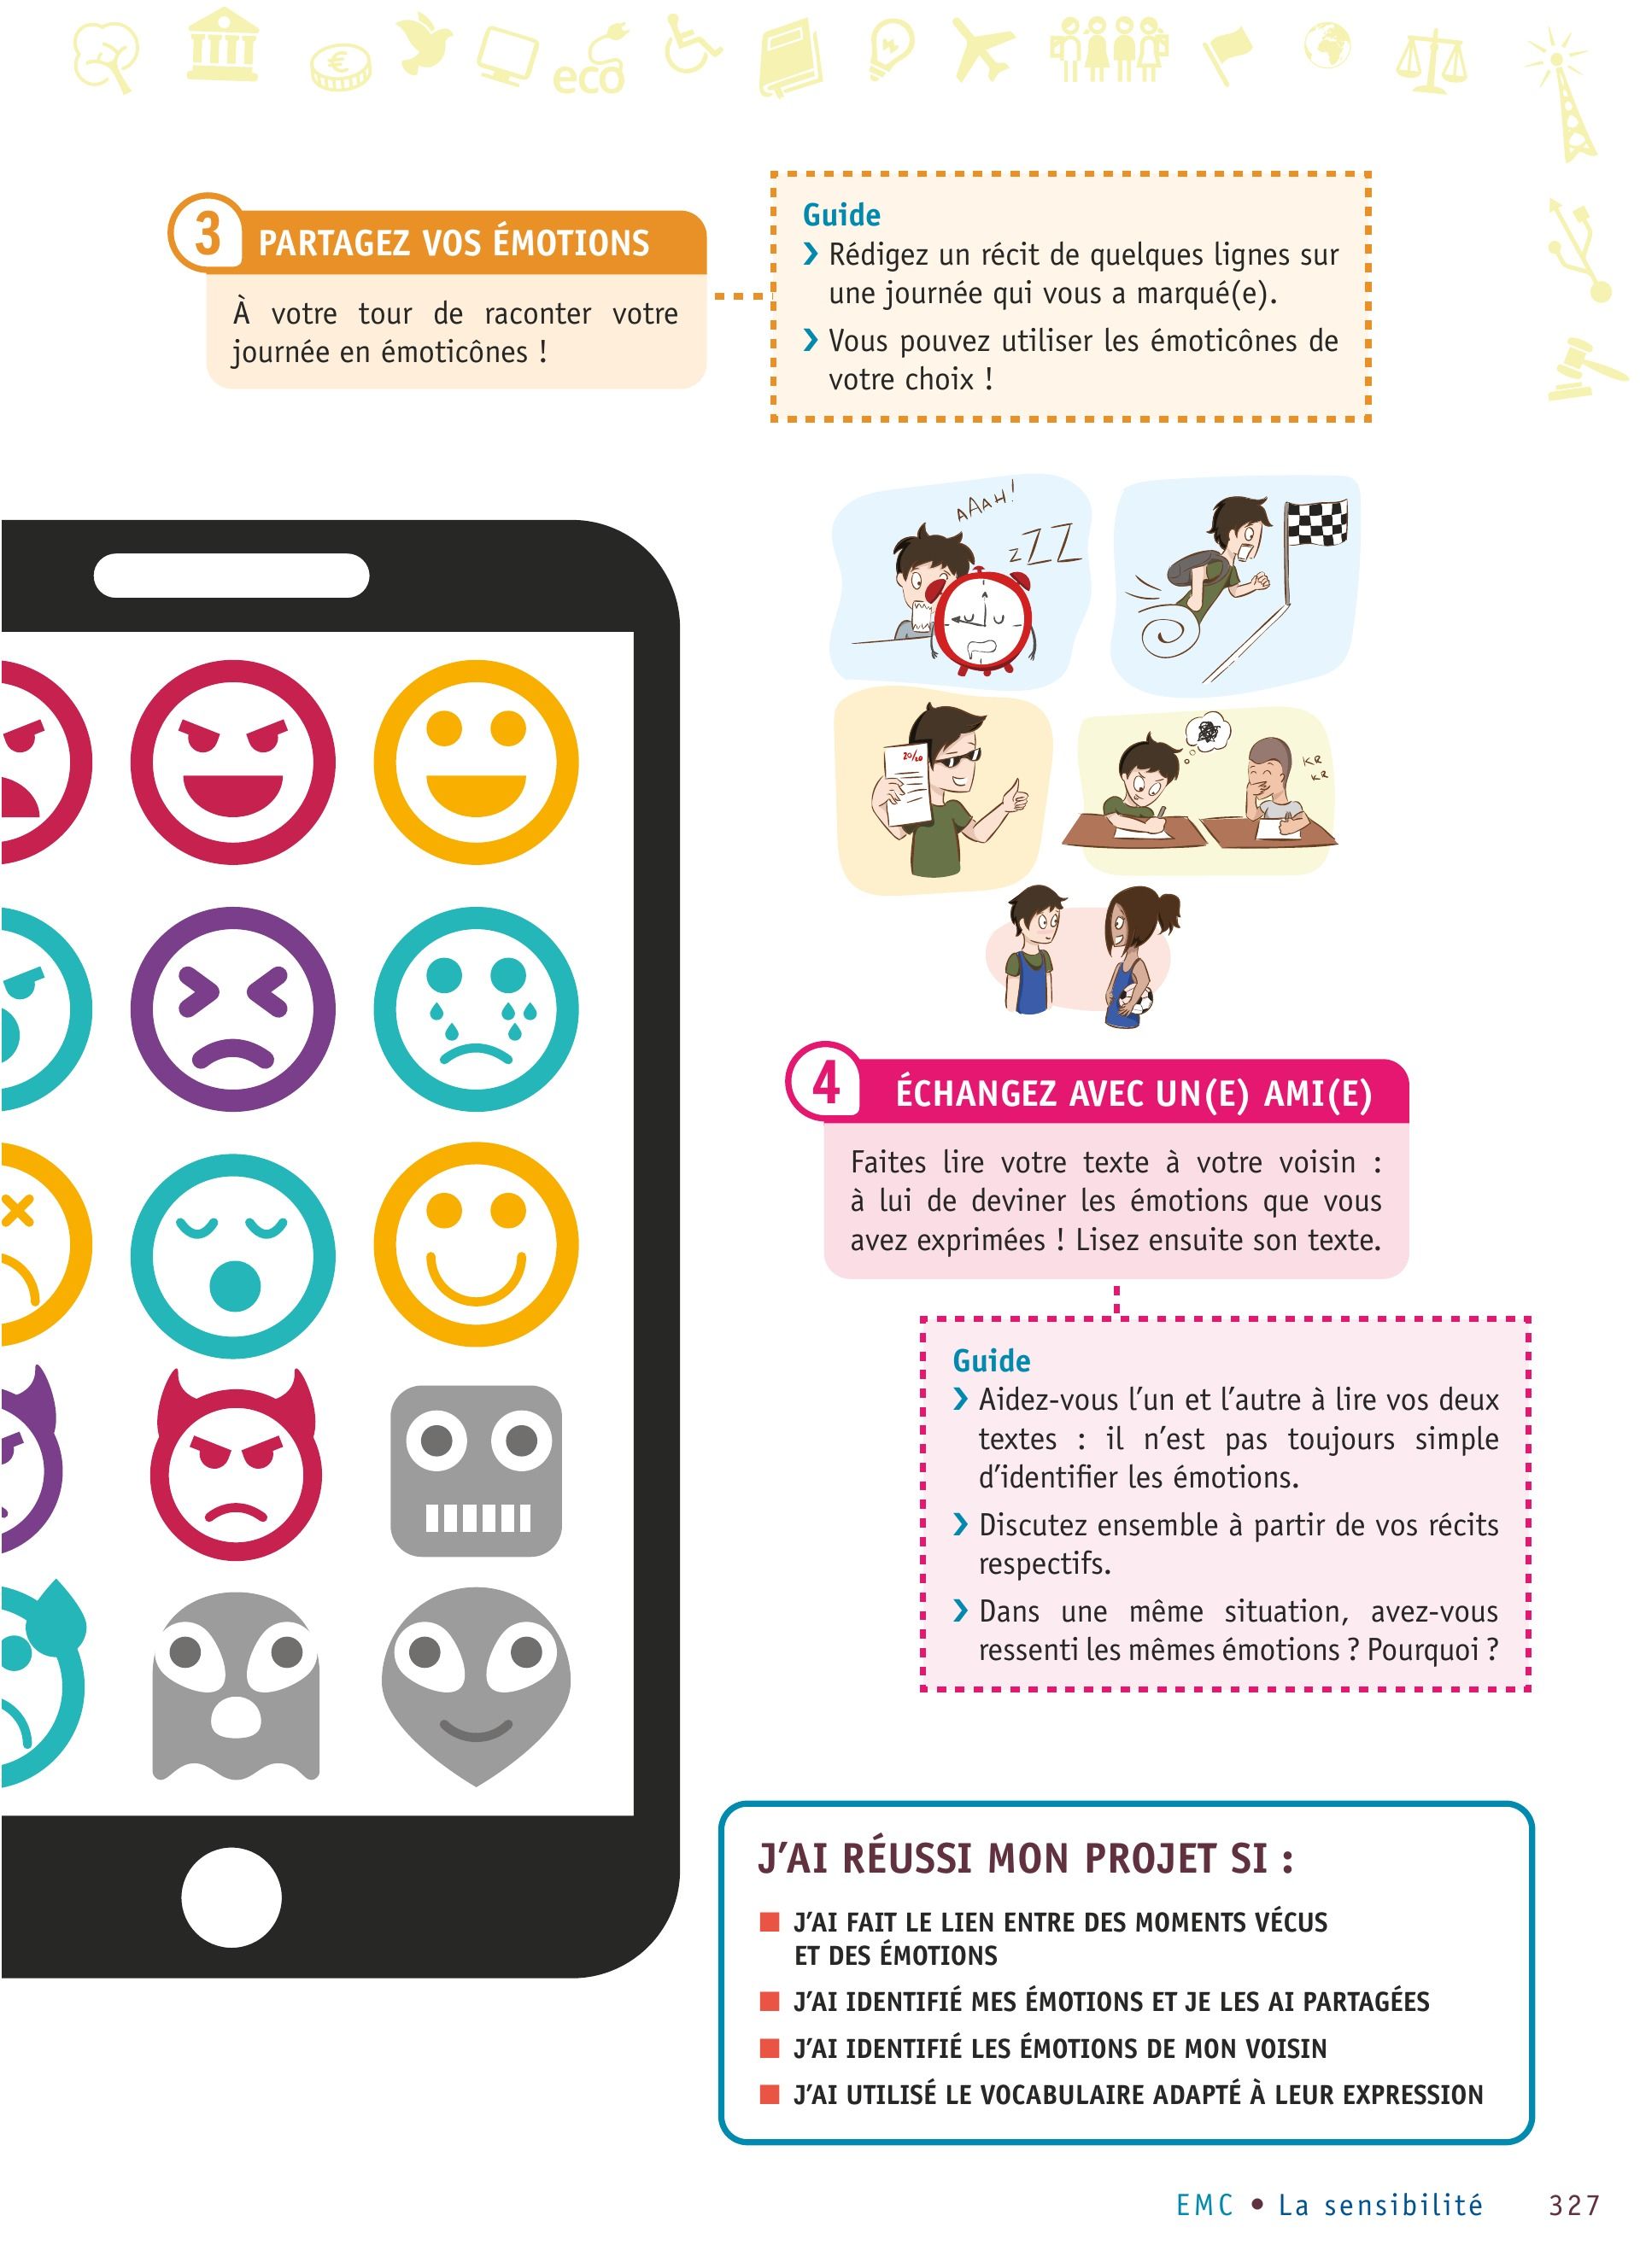 eco
3
PARTAGEZ VOS ÉMOTIONS
À votre tour de raconter votre
journée en émoticônes !
Guide
› Rédigez un récit de quelques lignes sur
une journée qui vous a marqué(e).
› Vous pouvez utiliser les émoticônes de
votre choix !
AAAH!
zZZ
20/20
KR
KR
4
ÉCHANGEZ AVEC UN(E) AMI(E)
Faites lire votre texte à votre voisin :
à lui de deviner les émotions que vous
avez exprimées ! Lisez ensuite son texte.
Guide
› Aidez-vous l’un et l’autre à lire vos deux
textes : il n’est pas toujours simple
d’identifier les émotions.
› Discutez ensemble à partir de vos récits
respectifs.
› Dans une même situation, avez-vous
ressenti les mêmes émotions ? Pourquoi ?
J’AI RÉUSSI MON PROJET SI :
■ J’AI FAIT LE LIEN ENTRE DES MOMENTS VÉCUS
ET DES ÉMOTIONS
■ J’AI IDENTIFIÉ MES ÉMOTIONS ET JE LES AI PARTAGÉES
■ J’AI IDENTIFIÉ LES ÉMOTIONS DE MON VOISIN
■ J’AI UTILISÉ LE VOCABULAIRE ADAPTÉ À LEUR EXPRESSION
EMC • La sensibilité 327